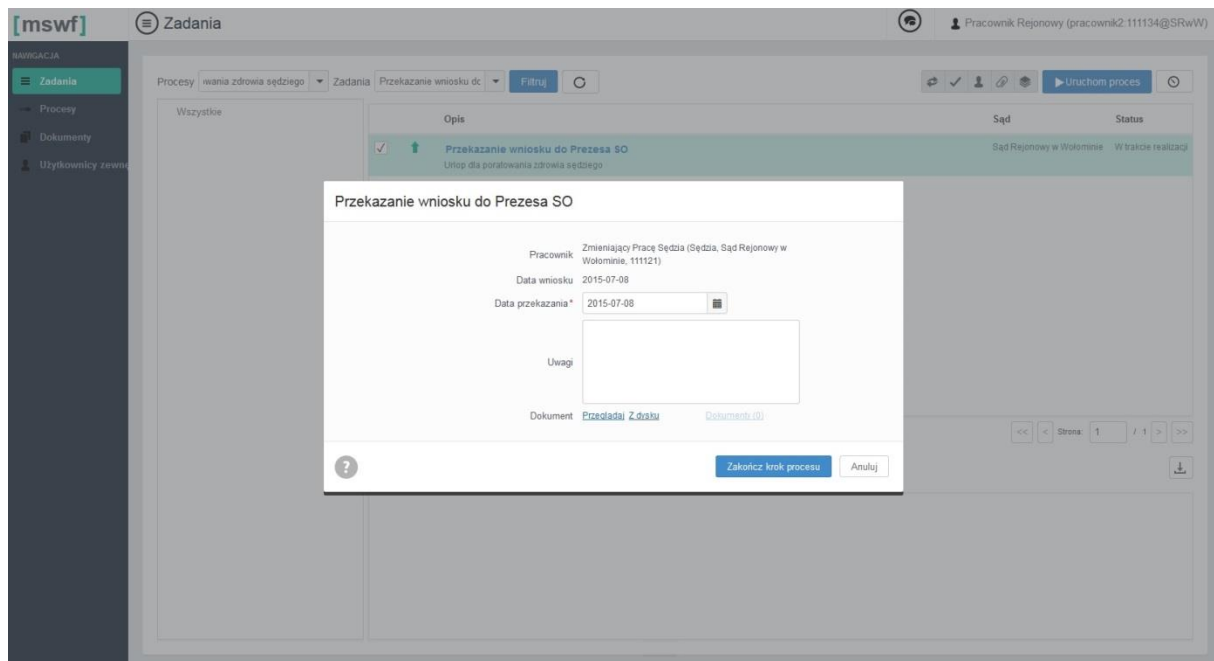 [mswf]
Zadania
Pracownik Rejonowy (pracownik2.111134@SRwW)
NAWIGACJA
Zadania
Procesy
Dokumenty
Użytkownicy zewnę
Procesy wania zdrowia sędziego Zadania Przekazanie wniosku dc Filtruj
Uruchom proces
Wszystkie
Opis Sąd Status
Przekazanie wniosku do Prezesa SO Sąd Rejonowy w Wołominie W trakcie realizacji
Urlop dla poratowania zdrowia sędziego
Przekazanie wniosku do Prezesa SO
Pracownik Zmieniający Pracę Sędzia (Sędzia, Sąd Rejonowy w
Wołominie, 111121)
Data wniosku 2015-07-08
Data przekazania* 2015-07-08
Uwagi
Dokument Przeglądaj Z dysku Dokumenty (0)
<< < Strona: 1 / 1 > >>
? Zakończ krok procesu Anuluj